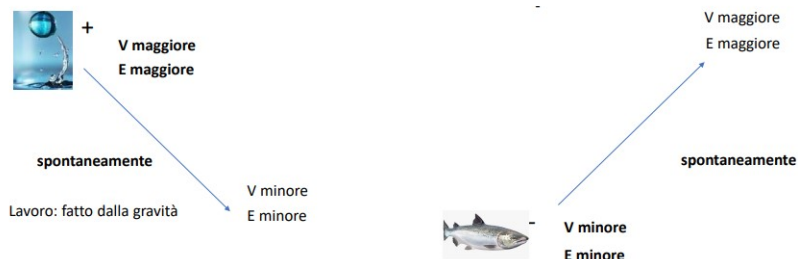 +
V maggiore
E maggiore
spontaneamente
Lavoro: fatto dalla gravità
V minore
E minore
-
V maggiore
E maggiore
spontaneamente
-
V minore
E minore